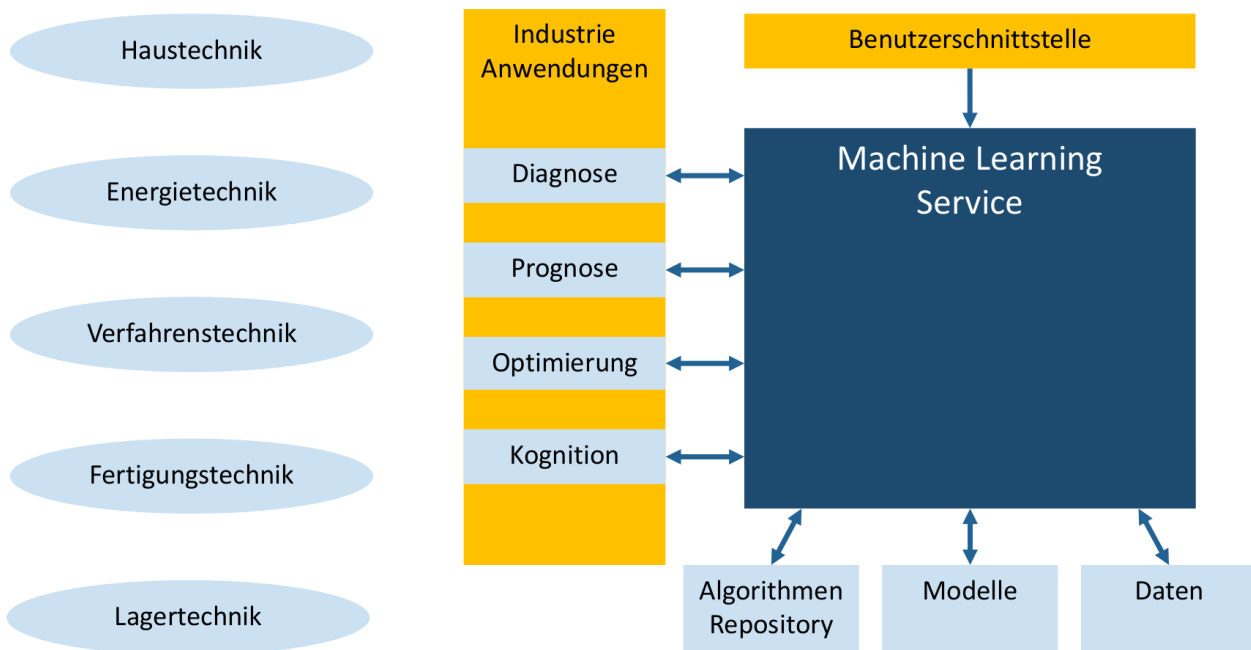 Haustechnik
Energietechnik
Verfahrenstechnik
Fertigungstechnik
Lagertechnik
Industrie
Anwendungen
Diagnose
Prognose
Optimierung
Kognition
Benutzerschnittstelle
Machine Learning
Service
Algorithmen
Repository
Modelle
Daten